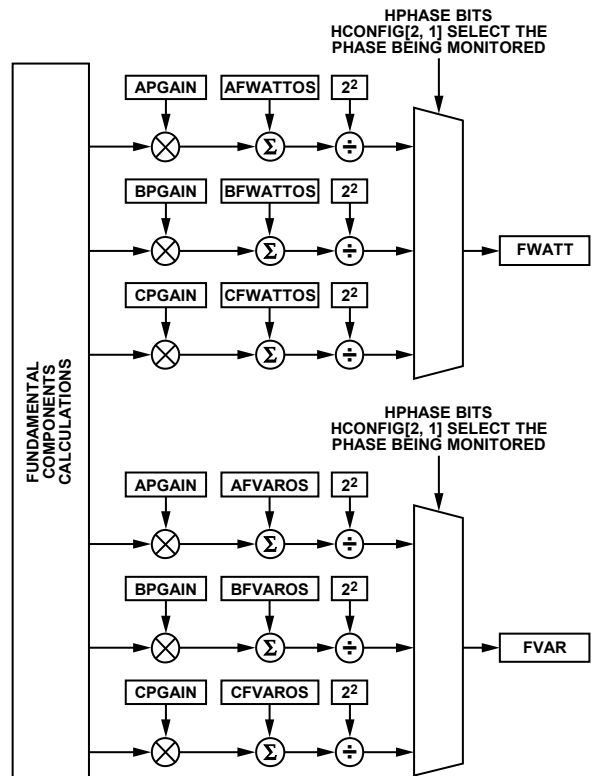 HPHASE BITS
HCONFIG[2, 1] SELECT THE
PHASE BEING MONITORED
APGAIN AFWATTOS 2²
Σ ÷
BPGAIN BFWATTOS 2²
Σ ÷
FWATT
CPGAIN CFWATTOS 2²
Σ ÷
FUNDAMENTAL
COMPONENTS
CALCULATIONS
HPHASE BITS
HCONFIG[2, 1] SELECT THE
PHASE BEING MONITORED
APGAIN AFVAROS 2²
Σ ÷
BPGAIN BFVAROS 2²
Σ ÷
FVAR
CPGAIN CFVAROS 2²
Σ ÷